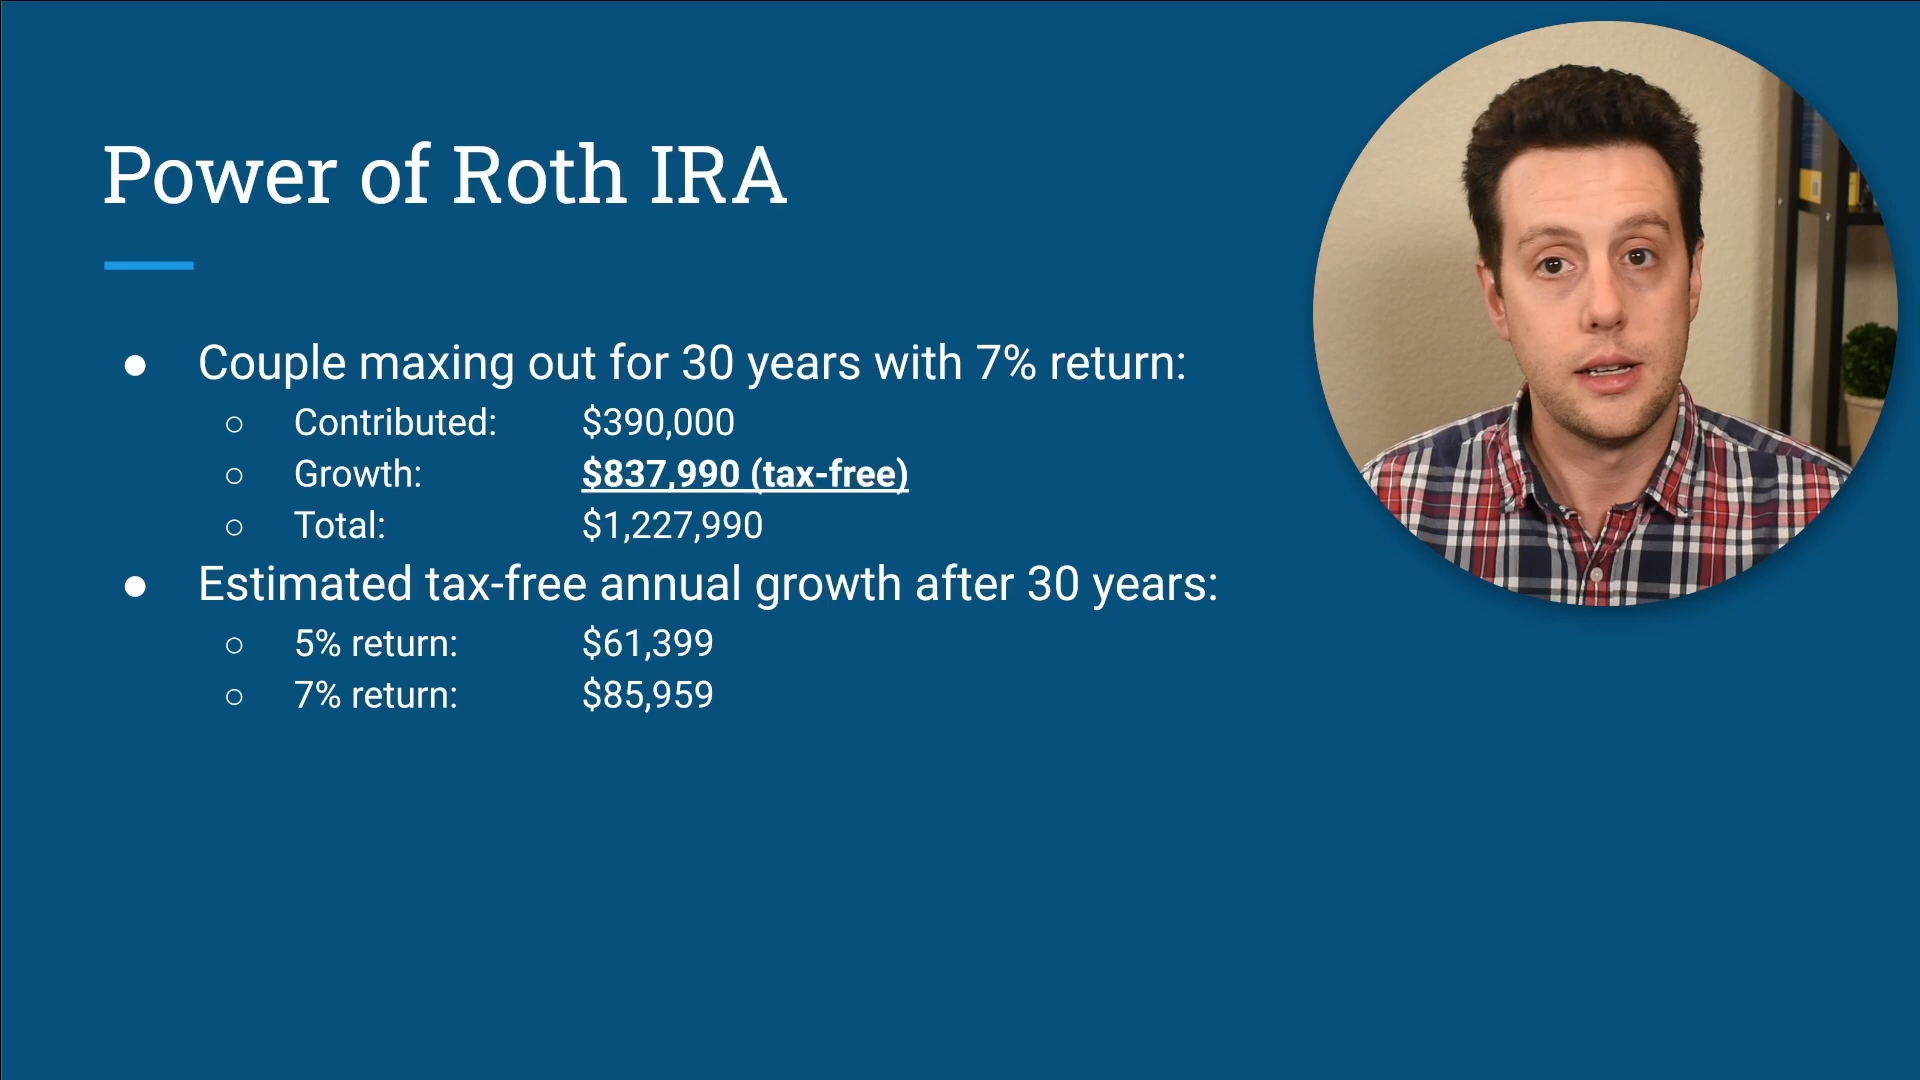 Power of Roth IRA
● Couple maxing out for 30 years with 7% return:
○ Contributed: $390,000
○ Growth: $837,990 (tax-free)
○ Total: $1,227,990
● Estimated tax-free annual growth after 30 years:
○ 5% return: $61,399
○ 7% return: $85,959